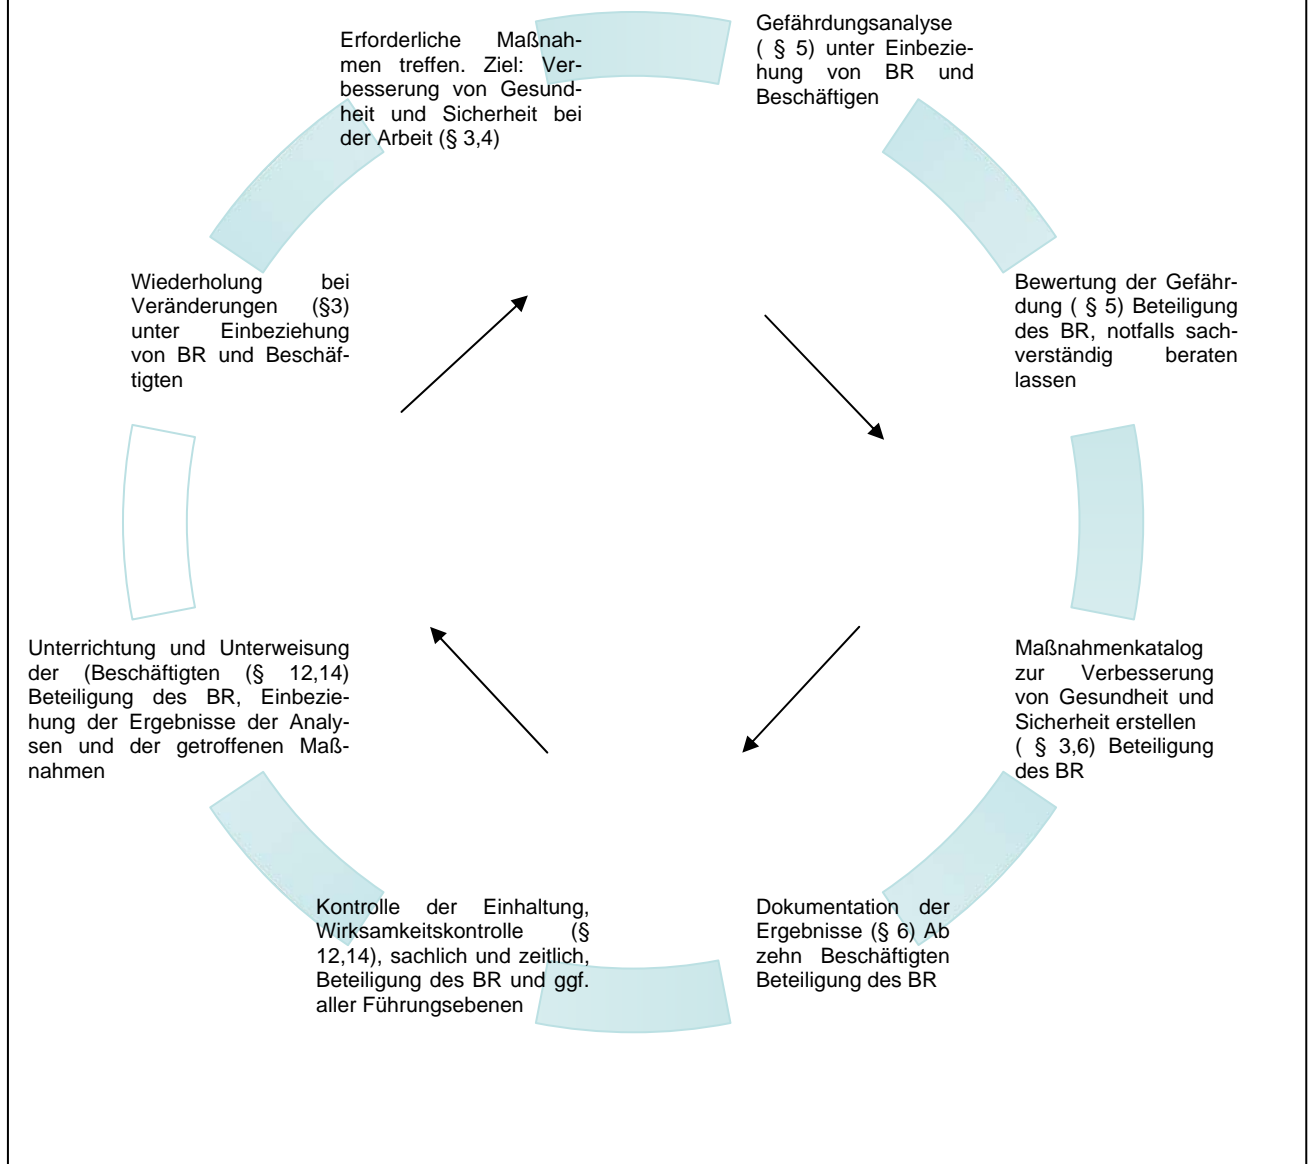 Erforderliche Maßnah-
men treffen. Ziel: Ver-
besserung von Gesund-
heit und Sicherheit bei
der Arbeit (§ 3,4)
Gefährdungsanalyse
( § 5) unter Einbezie-
hung von BR und
Beschäftigen
Bewertung der Gefähr-
dung ( § 5) Beteiligung
des BR, notfalls sach-
verständig beraten
lassen
Maßnahmenkatalog
zur Verbesserung
von Gesundheit und
Sicherheit erstellen
( § 3,6) Beteiligung
des BR
Dokumentation der
Ergebnisse (§ 6) Ab
zehn Beschäftigten
Beteiligung des BR
Kontrolle der Einhaltung,
Wirksamkeitskontrolle (§
12,14), sachlich und zeitlich,
Beteiligung des BR und ggf.
aller Führungsebenen
Unterrichtung und Unterweisung
der (Beschäftigten (§ 12,14)
Beteiligung des BR, Einbezie-
hung der Ergebnisse der Analy-
sen und der getroffenen Maß-
nahmen
Wiederholung bei
Veränderungen (§3)
unter Einbeziehung
von BR und Beschäf-
tigten